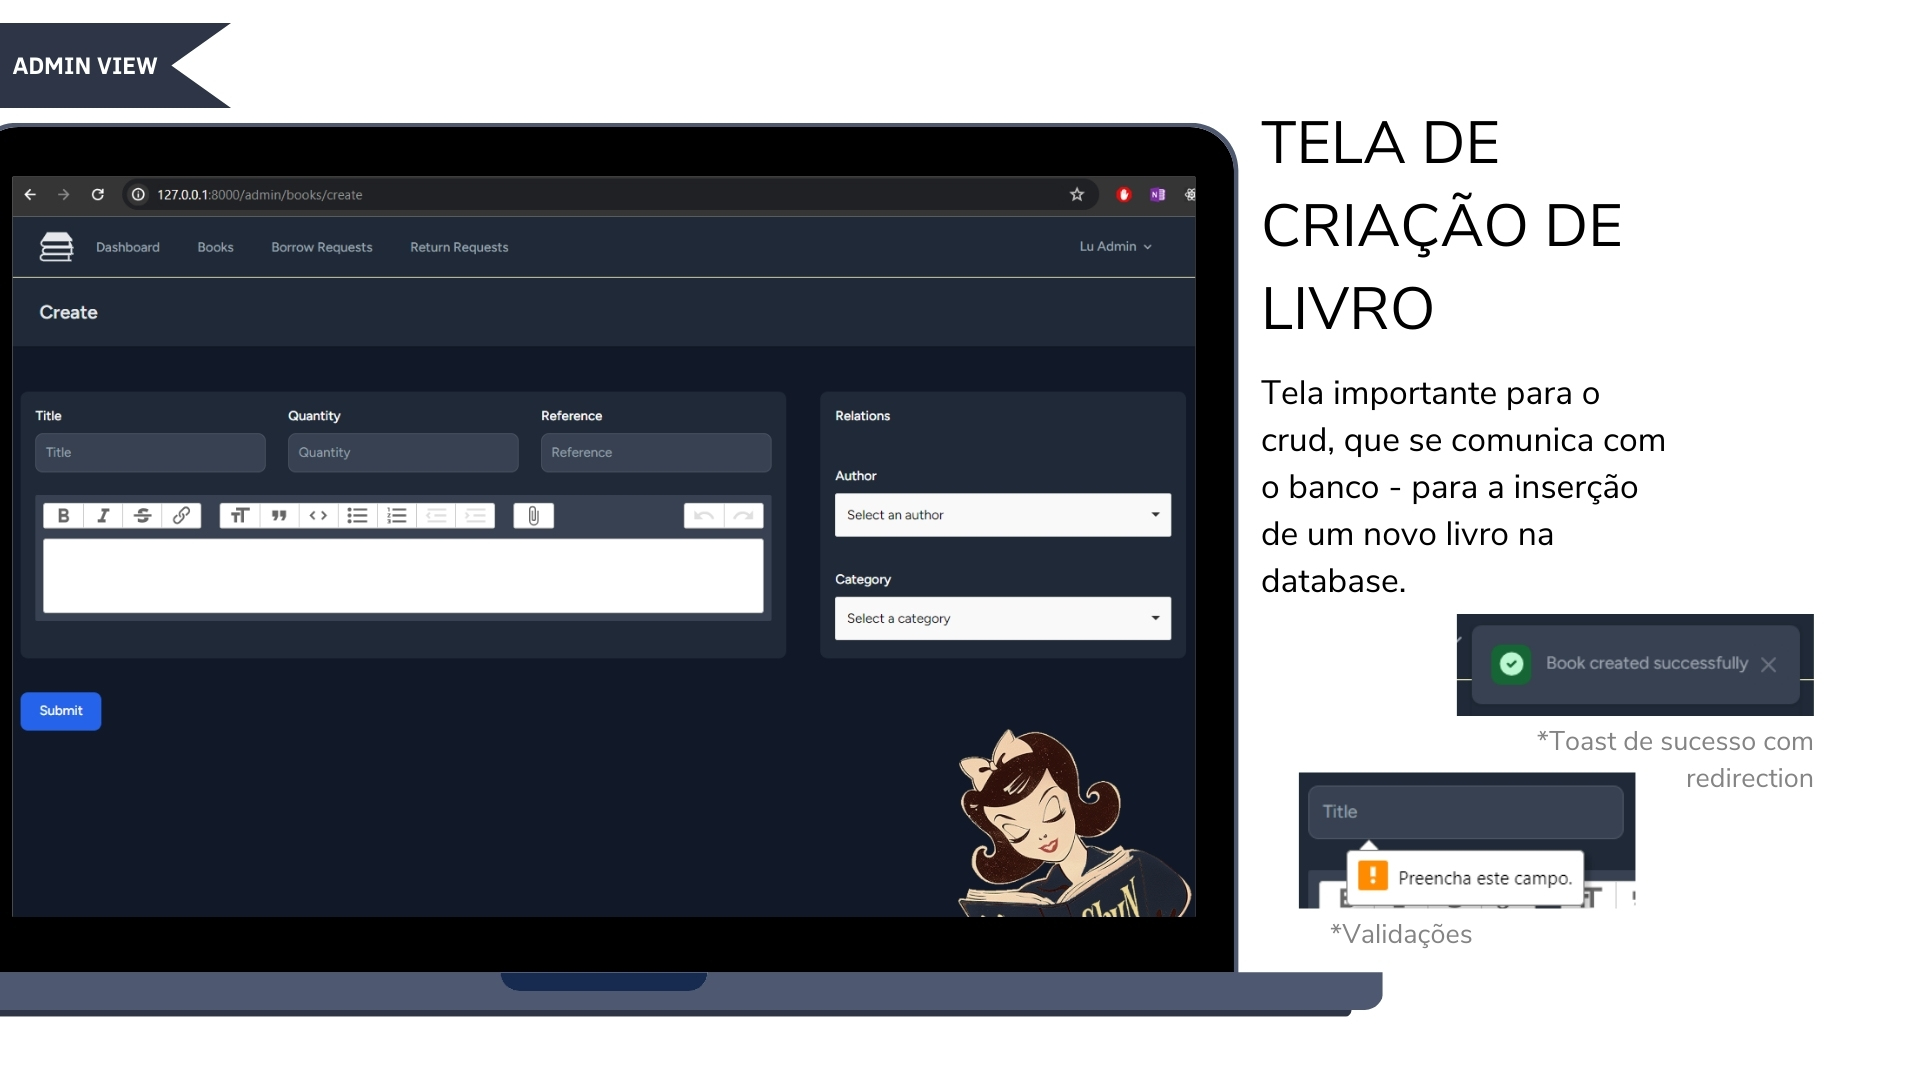 ADMIN VIEW
127.0.0.1:8000/admin/books/create
Dashboard Books Borrow Requests Return Requests Lu Admin
Create
Title Quantity Reference
Title Quantity Reference
Relations
Author
Select an author
Category
Select a category
Submit
TELA DE
CRIAÇÃO DE
LIVRO
Tela importante para o
crud, que se comunica com
o banco - para a inserção
de um novo livro na
database.
Book created successfully
*Toast de sucesso com
redirection
Title
Preencha este campo.
*Validações